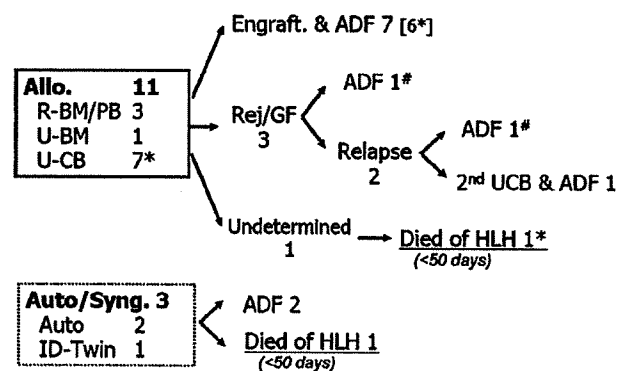 Engraft. & ADF 7 [6*]
Allo. 11
R-BM/PB 3
U-BM 1
U-CB 7*
Rej/GF
3
ADF 1#
Relapse
2
ADF 1#
2nd UCB & ADF 1
Undetermined
1
Died of HLH 1*
(<50 days)
Auto/Syng. 3
Auto 2
ID-Twin 1
ADF 2
Died of HLH 1
(<50 days)